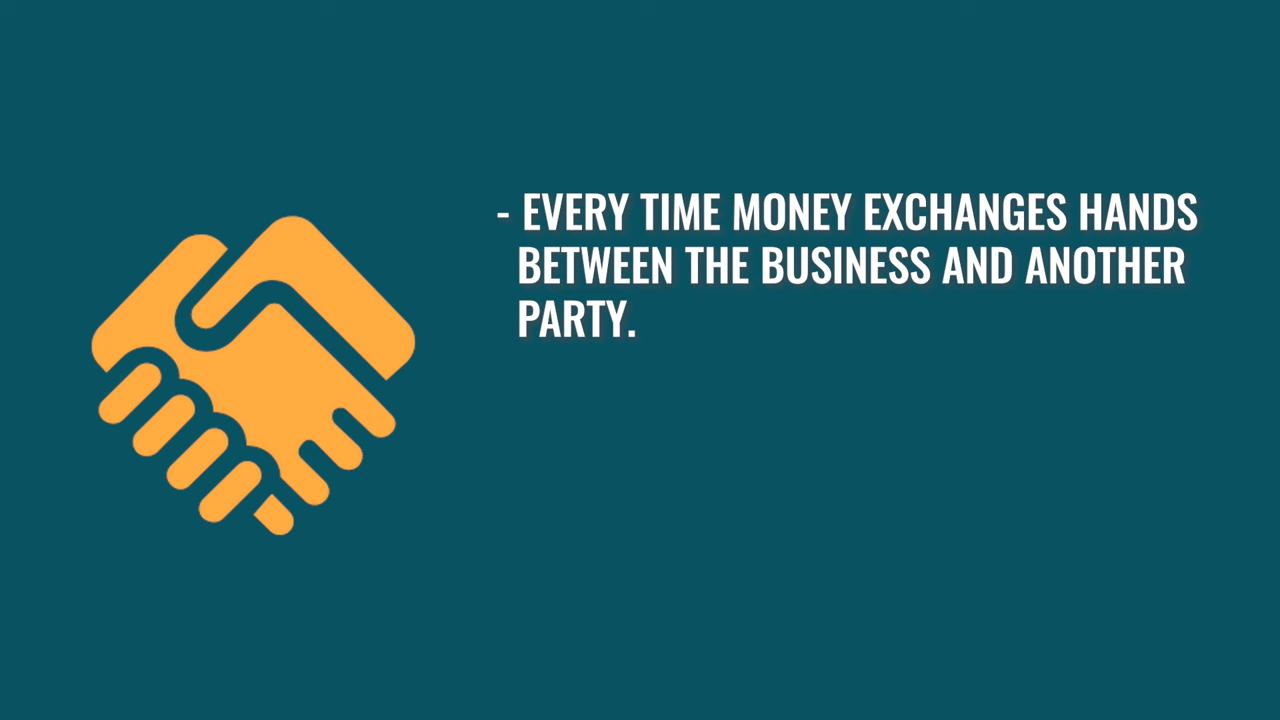 - EVERY TIME MONEY EXCHANGES HANDS
BETWEEN THE BUSINESS AND ANOTHER
PARTY.